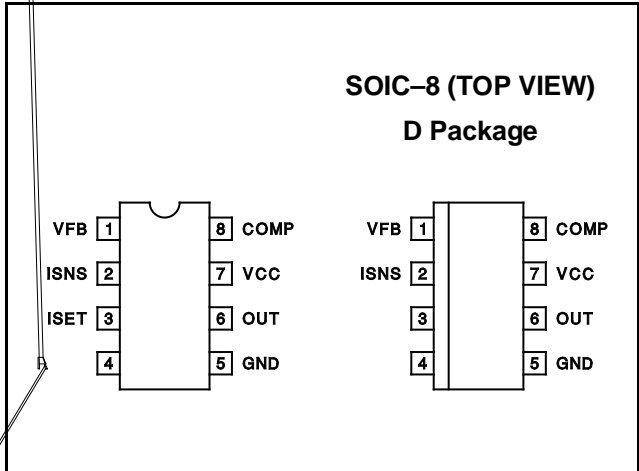 SOIC–8 (TOP VIEW)
D Package
VFB 1 8 COMP
ISNS 2 7 VCC
ISET 3 6 OUT
4 5 GND
VFB 1 8 COMP
ISNS 2 7 VCC
3 6 OUT
4 5 GND